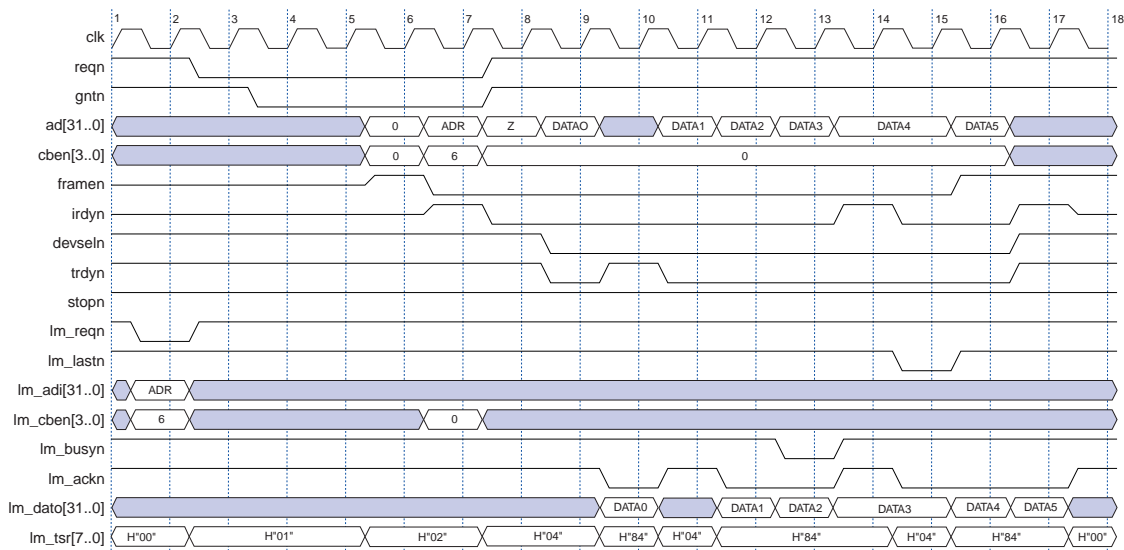 1 2 3 4 5 6 7 8 9 10 11 12 13 14 15 16 17 18
clk
reqn
gntn
ad[31..0] 0 ADR Z DATAO DATA1 DATA2 DATA3 DATA4 DATA5
cben[3..0] 0 6 0
framen
irdyn
devseln
trdyn
stopn
lm_reqn
lm_lastn
lm_adi[31..0] ADR
lm_cben[3..0] 6 0
lm_busyn
lm_ackn
lm_dato[31..0] DATA0 DATA1 DATA2 DATA3 DATA4 DATA5
lm_tsr[7..0] H"00" H"01" H"02" H"04" H"84" H"04" H"84" H"04" H"84" H"00"